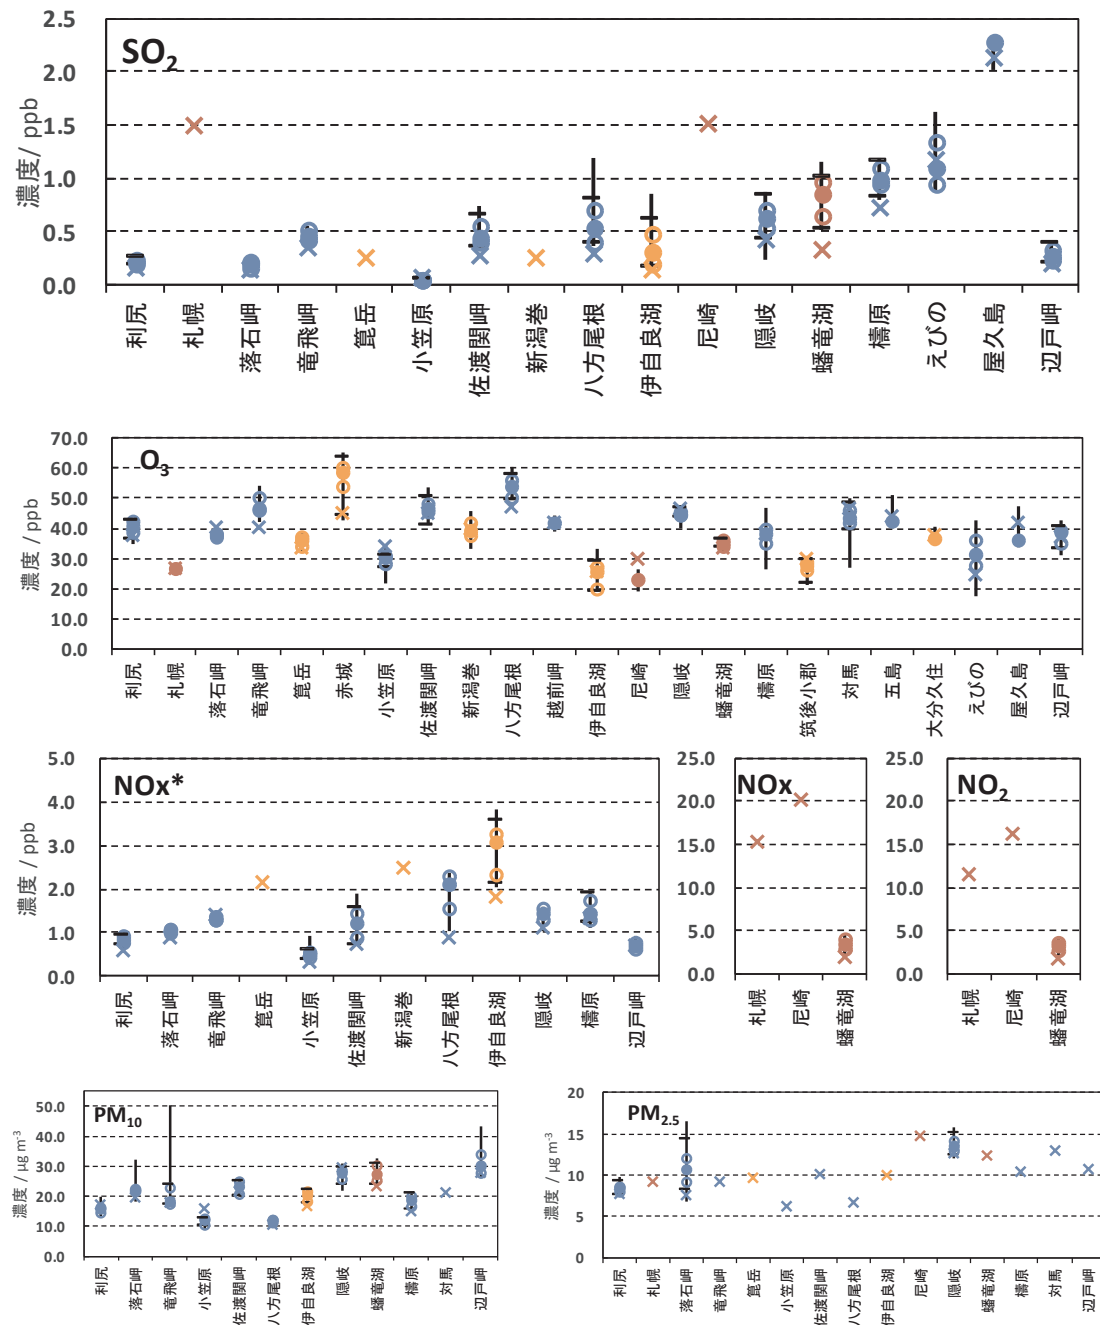 SO2
濃度/ ppb
2.5
2.0
1.5
1.0
0.5
0.0
利尻
札幌
落石岬
竜飛岬
箟岳
小笠原
佐渡関岬
新潟巻
八方尾根
伊自良湖
尼崎
隠岐
蟠竜湖
檮原
えびの
屋久島
辺戸岬
O3
濃度 / ppb
70.0
60.0
50.0
40.0
30.0
20.0
10.0
0.0
利尻
札幌
落石岬
竜飛岬
箟岳
赤城
小笠原
佐渡関岬
新潟巻
八方尾根
越前岬
伊自良湖
尼崎
隠岐
蟠竜湖
檮原
筑後小郡
対馬
五島
大分久住
えびの
屋久島
辺戸岬
NOx*
濃度 / ppb
5.0
4.0
3.0
2.0
1.0
0.0
利尻
落石岬
竜飛岬
箟岳
小笠原
佐渡関岬
新潟巻
八方尾根
伊自良湖
隠岐
檮原
辺戸岬
NOx
25.0
20.0
15.0
10.0
5.0
0.0
札幌
尼崎
蟠竜湖
NO2
25.0
20.0
15.0
10.0
5.0
0.0
札幌
尼崎
蟠竜湖
PM10
濃度 / μg m-3
50.0
40.0
30.0
20.0
10.0
0.0
利尻
落石岬
竜飛岬
小笠原
佐渡関岬
八方尾根
伊自良湖
隠岐
蟠竜湖
檮原
対馬
辺戸岬
PM2.5
濃度 / μg m-3
20
15
10
5
0
利尻
札幌
落石岬
竜飛岬
箟岳
小笠原
佐渡関岬
八方尾根
伊自良湖
尼崎
隠岐
蟠竜湖
檮原
対馬
辺戸岬